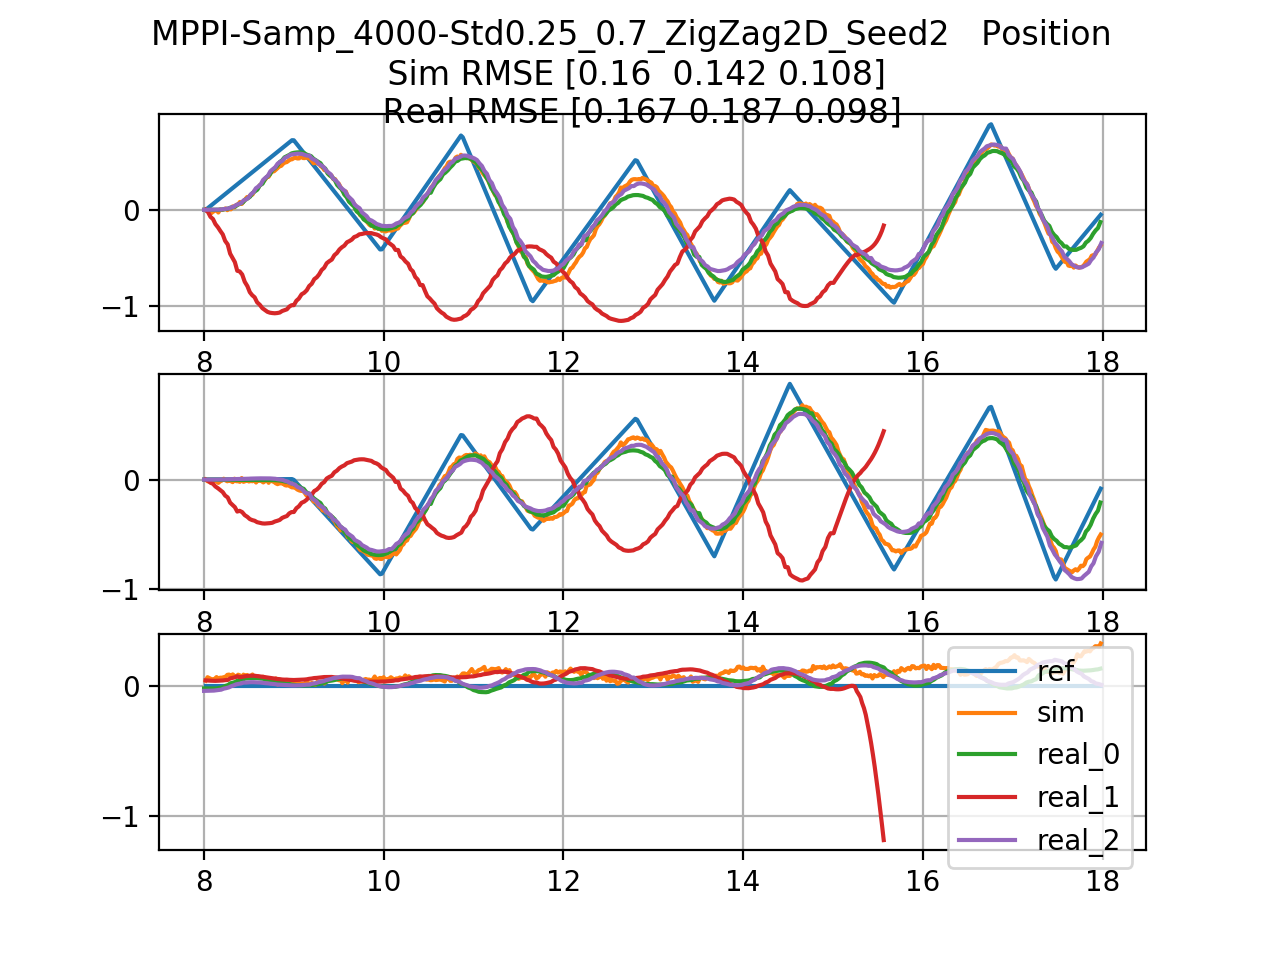 MPPI-Samp_4000-Std0.25_0.7_ZigZag2D_Seed2   Position
Sim RMSE [0.16  0.142 0.108]
Real RMSE [0.167 0.187 0.098]
0
−1
8 10 12 14 16 18
0
−1
8 10 12 14 16 18
0
−1
ref
sim
real_0
real_1
real_2
8 10 12 14 16 18